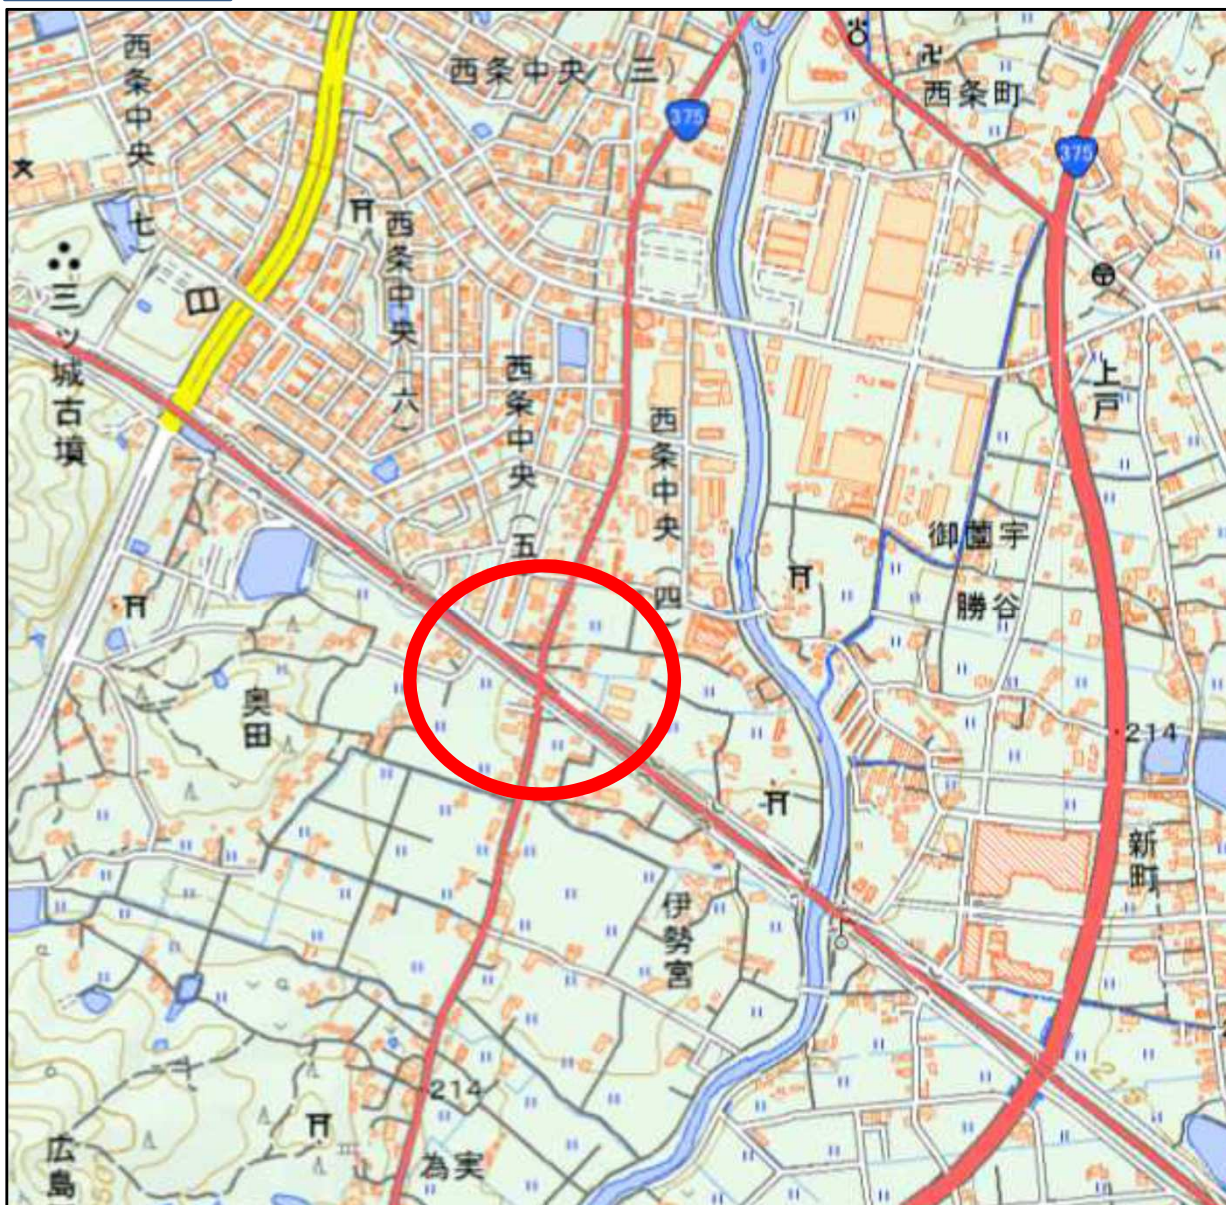 西条中央(七)
西条中央(三)
375
西条町
375
西条中央(六)
三ッ城古墳
西条中央(五
西条中央(四)
上戸
御薗宇
勝谷
奥田
214
新町
伊勢宮
214
為実
広島